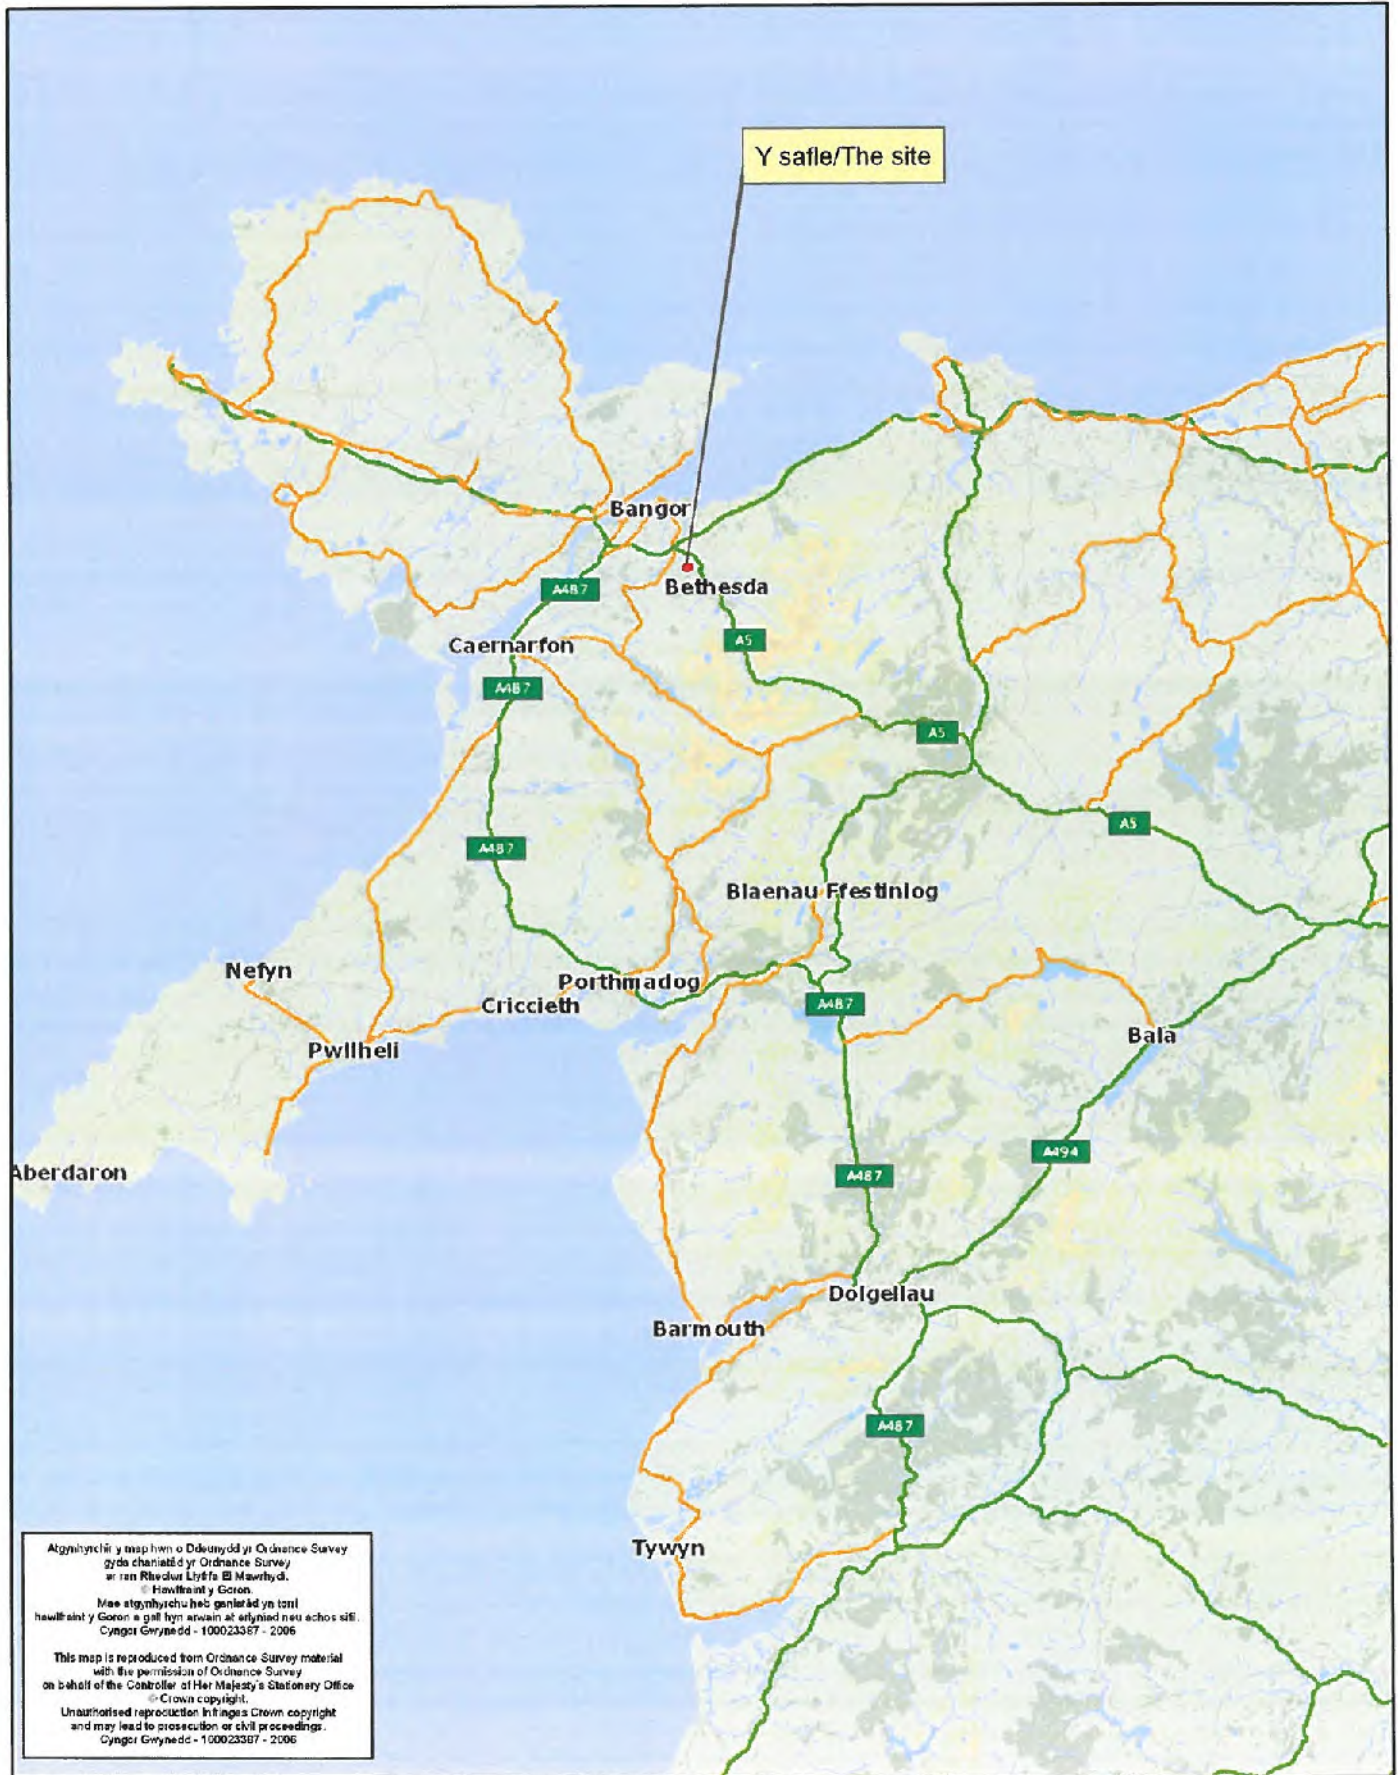 Y safle/The site
Bangor
Bethesda
A487
Caernarfon
A5
A487
A5
A487
A5
Blaenau Ffestiniog
Nefyn
Porthmadog
Criccieth
A487
Pwllheli
Bala
Aberdaron
A494
A487
Dolgellau
Barmouth
A487
Tywyn
Atgynhyrchir y map hwn o Ddeunydd yr Ordnance Survey
gyda chaniatâd yr Ordnance Survey
ar ran Rheolwr Llyfrfa Ei Mawrhydi.
© Hawlfraint y Goron.
Mae atgynhyrchu heb ganiatâd yn torri
hawlfraint y Goron a gall hyn arwain at erlyniad neu achos sifil.
Cyngor Gwynedd - 100023387 - 2006
This map is reproduced from Ordnance Survey material
with the permission of Ordnance Survey
on behalf of the Controller of Her Majesty's Stationery Office
© Crown copyright.
Unauthorised reproduction infringes Crown copyright
and may lead to prosecution or civil proceedings.
Cyngor Gwynedd - 100023387 - 2006